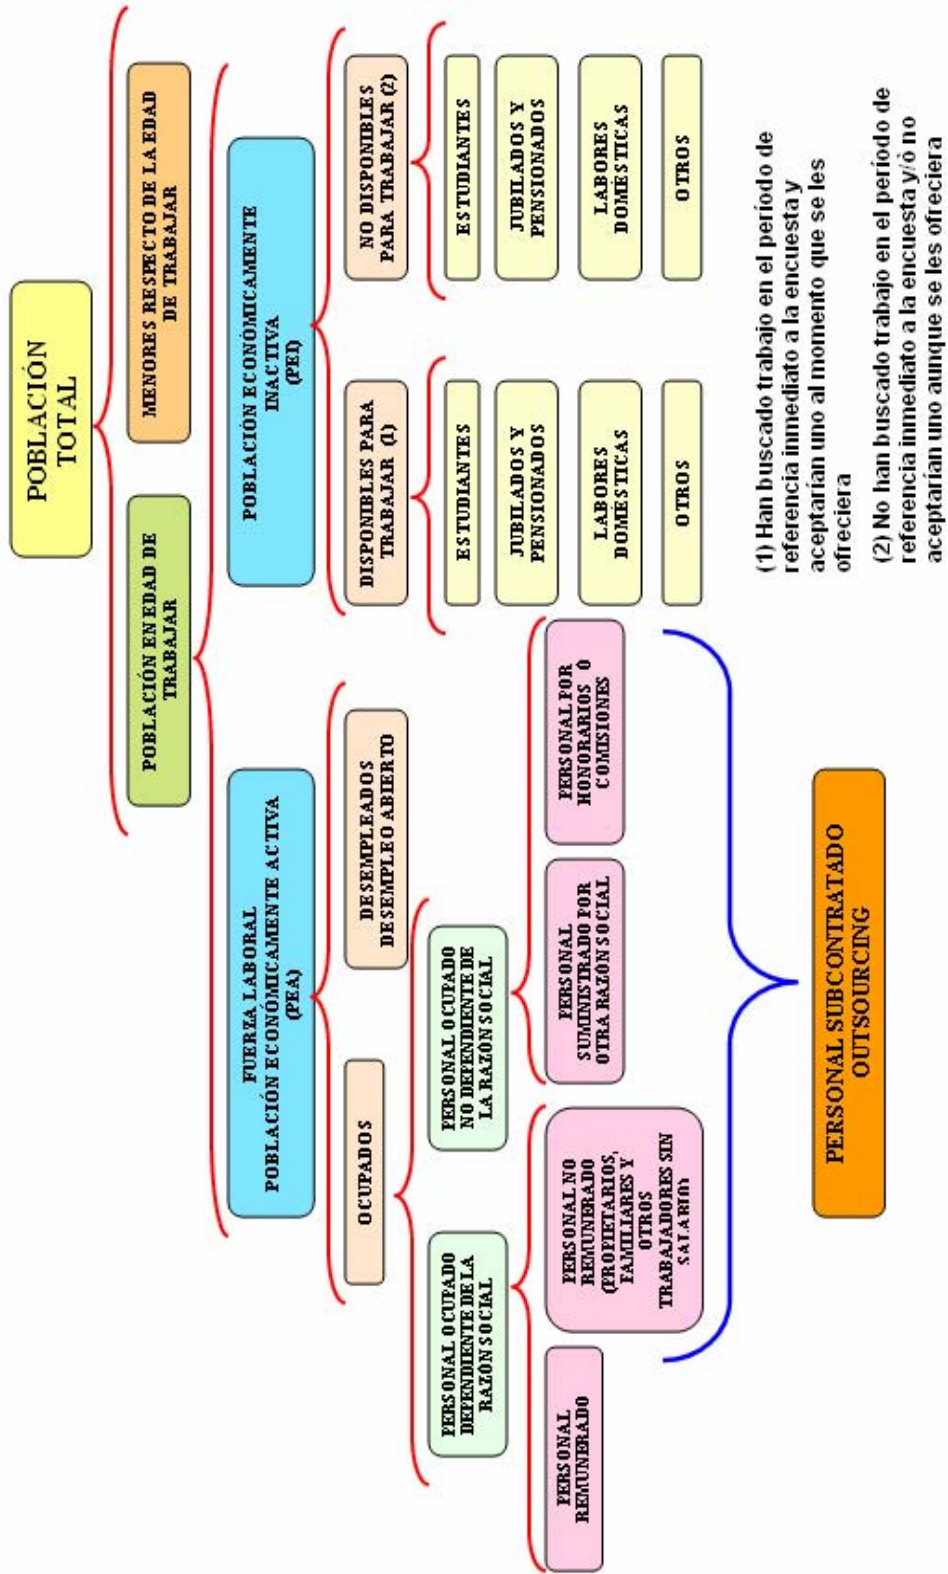 POBLACIÓN
TOTAL
POBLACIÓN EN EDAD DE
TRABAJAR
MENORES RESPECTO DE LA EDAD
DE TRABAJAR
FUERZA LABORAL
POBLACIÓN ECONÓMICAMENTE ACTIVA
(PEA)
POBLACIÓN ECONÓMICAMENTE
INACTIVA
(PEI)
OCUPADOS
DESEMPLEADOS
DESEMPLEO ABIERTO
DISPONIBLES PARA
TRABAJAR (1)
NO DISPONIBLES
PARA TRABAJAR (2)
PERSONAL OCUPADO
DEPENDIENTE DE LA
RAZÓN SOCIAL
PERSONAL OCUPADO
NO DEPENDIENTE DE
LA RAZÓN SOCIAL
ESTUDIANTES
JUBILADOS Y
PENSIONADOS
LABORES
DOMÉSTICAS
OTROS
ESTUDIANTES
JUBILADOS Y
PENSIONADOS
LABORES
DOMÉSTICAS
OTROS
PERSONAL
REMUNERADO
PERSONAL NO
REMUNERADO
(PROPIETARIOS,
FAMILIARES Y
OTROS
TRABAJADORES SIN
SALARIO)
PERSONAL
SUMINISTRADO POR
OTRA RAZÓN SOCIAL
PERSONAL POR
HONORARIOS Ó
COMISIONES
PERSONAL SUBCONTRATADO
OUTSOURCING
(1) Han buscado trabajo en el período de
referencia inmediato a la encuesta y
aceptarían uno al momento que se les
ofreciera
(2) No han buscado trabajo en el período de
referencia inmediato a la encuesta y/ó no
aceptarían uno aunque se les ofreciera